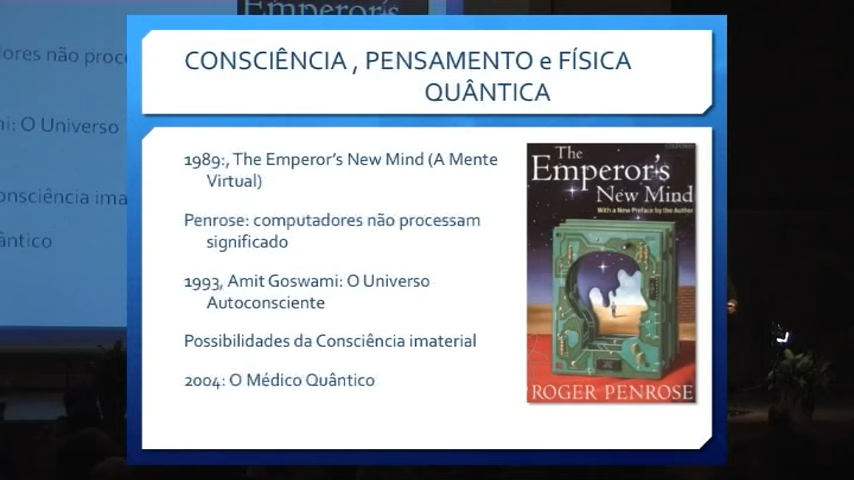 Emperor's
ores não proc
ni: O Universo
onsciência ima
ântico
CONSCIÊNCIA , PENSAMENTO e FÍSICA
QUÂNTICA
1989:, The Emperor's New Mind (A Mente
Virtual)
Penrose: computadores não processam
significado
1993, Amit Goswami: O Universo
Autoconsciente
Possibilidades da Consciência imaterial
2004: O Médico Quântico
The
Emperor's
New Mind
With a New Preface by the Author
ROGER PENROSE